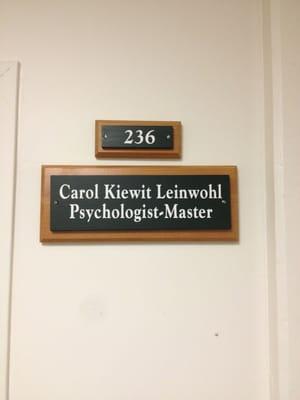 236
Carol Kiewit Leinwohl
Psychologist-Master